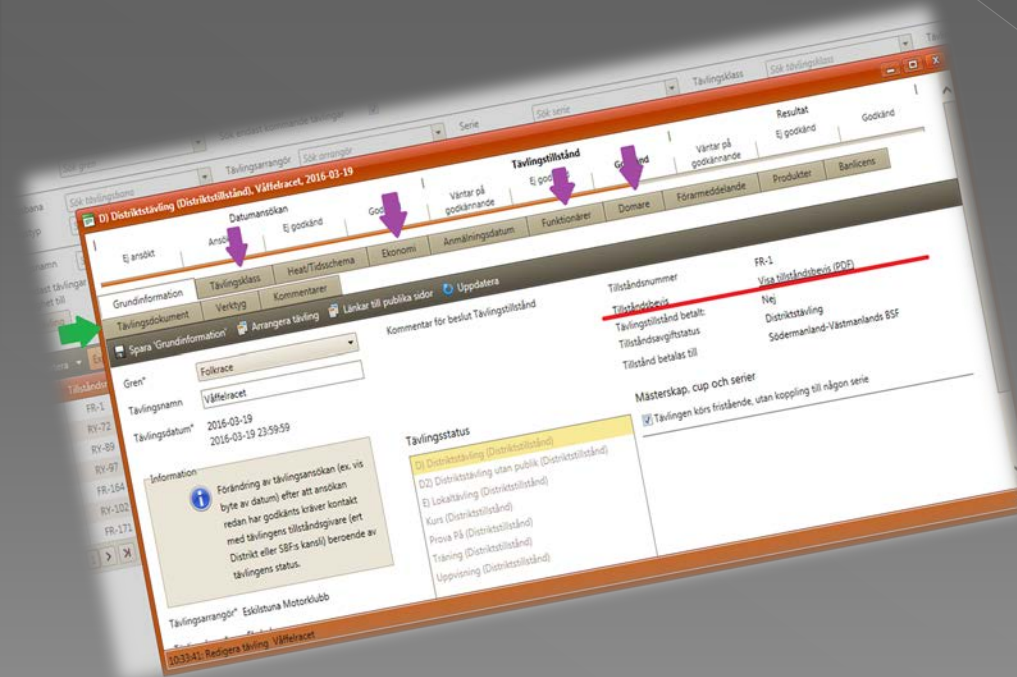 Sök endast kommande tävlingar
Tävlingsarrangör Sök arrangör
Serie Sök serie
Tävlingsklass Sök tävlingsklass
Sök tävlingsbana
D) Distriktstävling (Distriktstillstånd), Våffelracet, 2016-03-19
Datumansökan
Tävlingstillstånd
Resultat
Ej ansökt
Ej godkänd
Väntar på godkännande
Ej godkänd
Väntar på godkännande
Ej godkänd
Godkänd
Grundinformation
Tävlingsklass
Heat/Tidsschema
Ekonomi
Anmälningsdatum
Funktionärer
Domare
Förarmeddelande
Produkter
Banlicens
Tävlingsdokument
Verktyg
Kommentarer
Spara 'Grundinformation'
Arrangera tävling
Länkar till publika sidor
Uppdatera
Gren*
Folkrace
Tävlingsnamn
Våffelracet
Tävlingsdatum*
2016-03-19
2016-03-19 23:59:59
Kommentar för beslut Tävlingstillstånd
Tillståndsnummer FR-1
Tillståndsbevis Visa tillståndsbevis (PDF)
Tävlingstillstånd betalt: Nej
Tillståndsavgiftstatus Distriktstävling
Tillstånd betalas till Södermanland-Västmanlands BSF
Information
Förändring av tävlingsansökan (ex. vis
byte av datum) efter att ansökan
redan har godkänts kräver kontakt
med tävlingens tillståndsgivare (ert
Distrikt eller SBF:s kansli) beroende av
tävlingens status.
Tävlingsstatus
D) Distriktstävling (Distriktstillstånd)
D2) Distriktstävling utan publik (Distriktstillstånd)
E) Lokaltävling (Distriktstillstånd)
Kurs (Distriktstillstånd)
Prova På (Distriktstillstånd)
Träning (Distriktstillstånd)
Uppvisning (Distriktstillstånd)
Mästerskap, cup och serier
Tävlingen körs fristående, utan koppling till någon serie
Tävlingsarrangör* Eskilstuna Motorklubb
10:33:41: Redigera tävling Våffelracet
FR-1
RY-72
RY-89
RY-97
FR-164
RY-102
FR-171